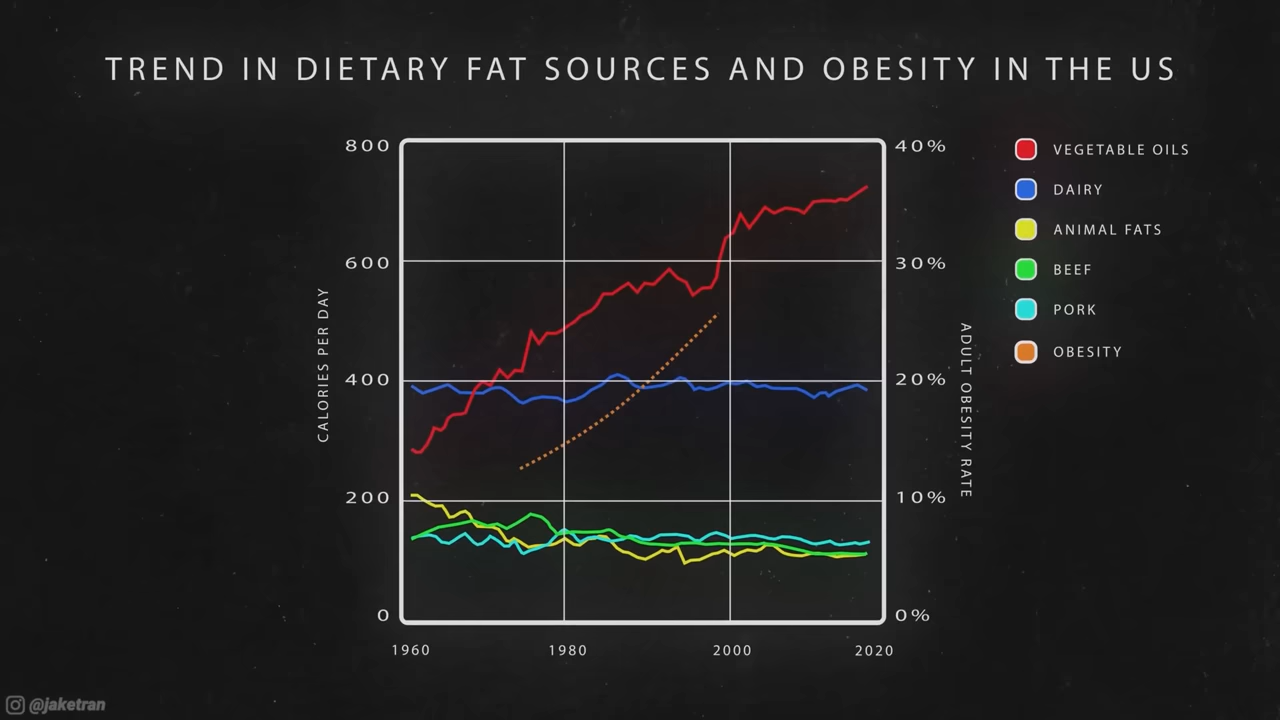 TREND IN DIETARY FAT SOURCES AND OBESITY IN THE US
800
600
400
200
0
CALORIES PER DAY
40%
30%
20%
10%
0%
ADULT OBESITY RATE
1960
1980
2000
2020
VEGETABLE OILS
DAIRY
ANIMAL FATS
BEEF
PORK
OBESITY
@jaketran